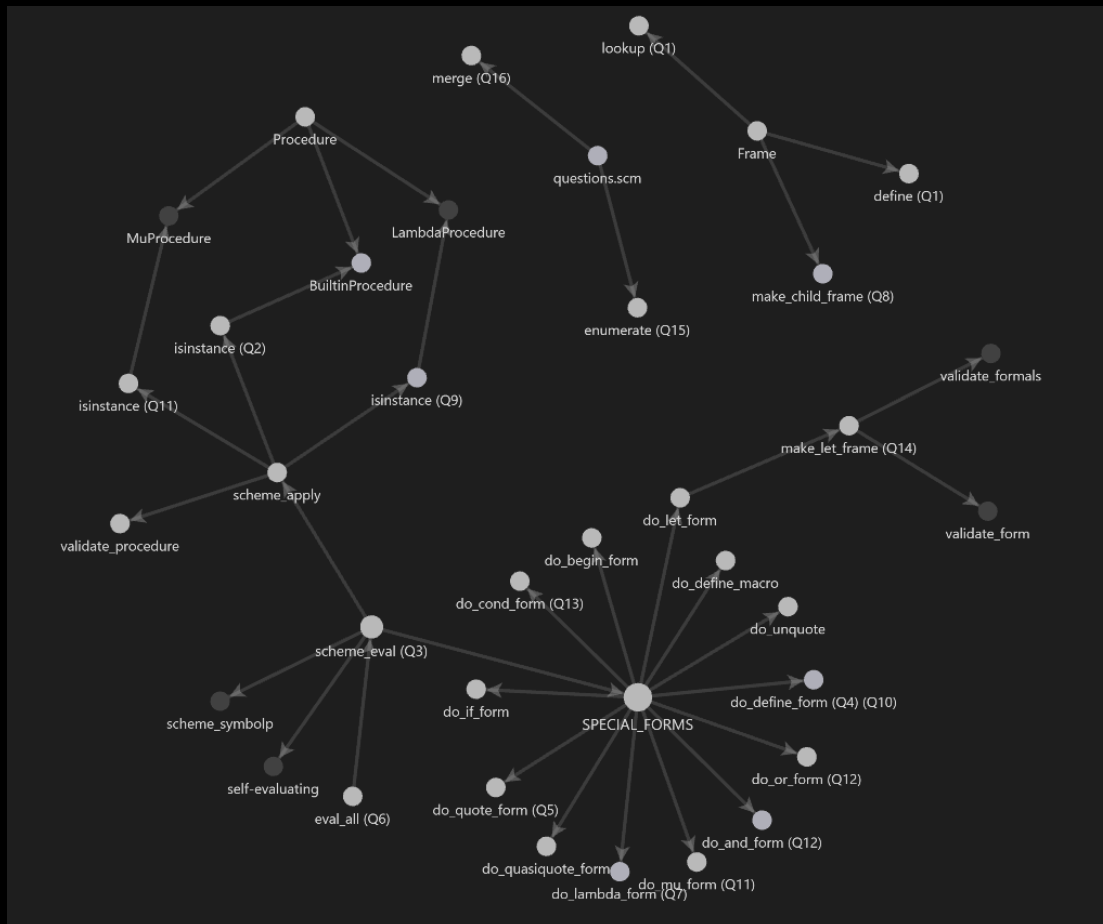 lookup (Q1)
merge (Q16)
Procedure
Frame
questions.scm
define (Q1)
LambdaProcedure
MuProcedure
BuiltinProcedure
make_child_frame (Q8)
enumerate (Q15)
isinstance (Q2)
validate_formals
isinstance (Q9)
isinstance (Q11)
make_let_frame (Q14)
scheme_apply
do_let_form
validate_form
validate_procedure
do_begin_form
do_define_macro
do_cond_form (Q13)
do_unquote
scheme_eval (Q3)
do_define_form (Q4) (Q10)
do_if_form
scheme_symbolp
SPECIAL_FORMS
do_or_form (Q12)
self-evaluating
do_quote_form (Q5)
eval_all (Q6)
do_and_form (Q12)
do_quasiquote_form
do_mu_form (Q11)
do_lambda_form (Q7)